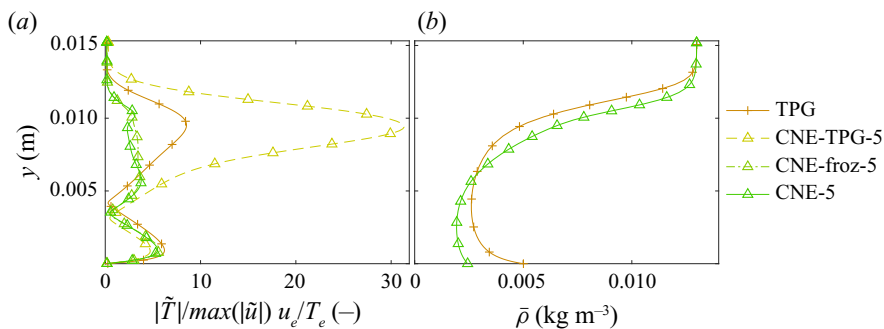 (a)
(b)
0.015
0.010
0.005
y (m)
0
10
20
30
|T̃|/max(|ũ|) u_e/T_e (–)
0
0.005
0.010
ρ̄ (kg m⁻³)
TPG
CNE-TPG-5
CNE-froz-5
CNE-5